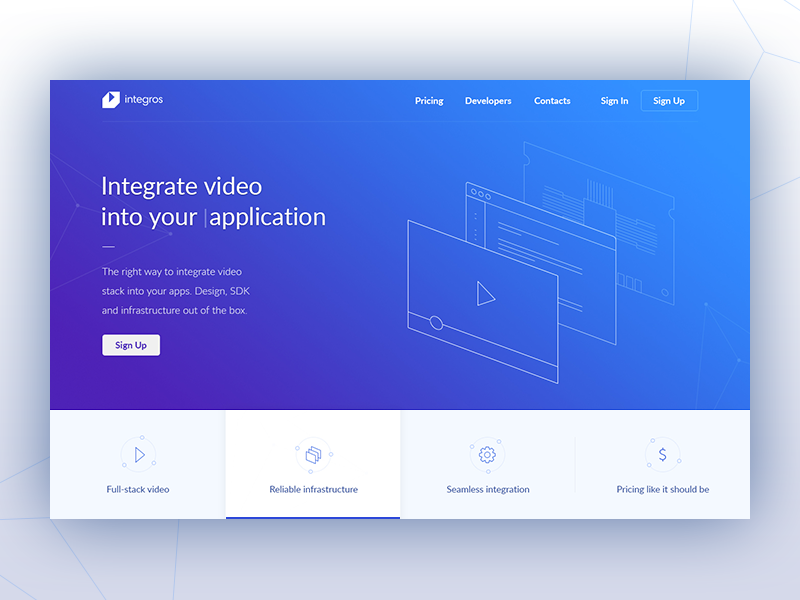 integros
Pricing
Developers
Contacts
Sign In
Sign Up
Integrate video
into your application
The right way to integrate video
stack into your apps. Design, SDK
and infrastructure out of the box.
Sign Up
Full-stack video
Reliable infrastructure
Seamless integration
Pricing like it should be